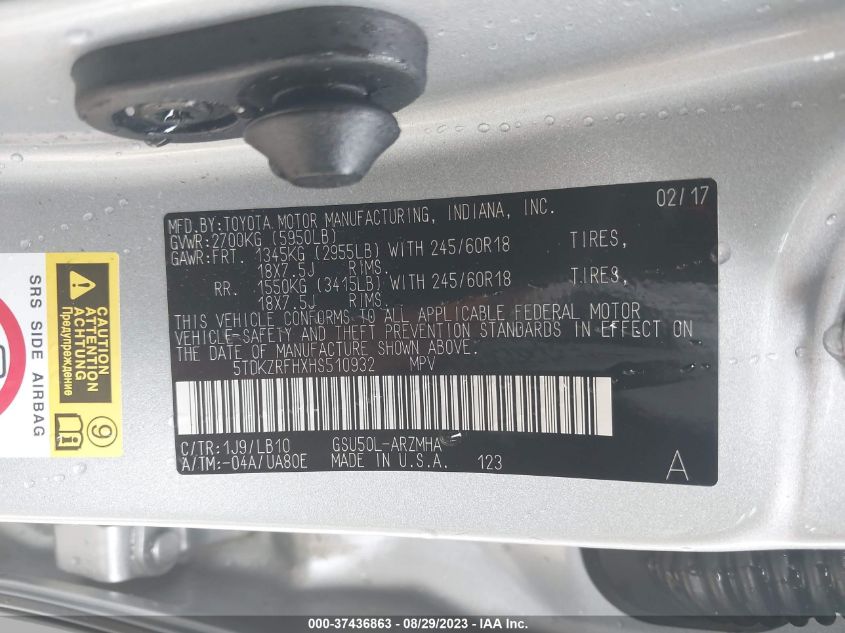 MFD.BY:TOYOTA MOTOR MANUFACTURING, INDIANA, INC. 02/17
GVWR:2700KG (5950LB)
GAWR:FRT. 1345KG (2955LB) WITH 245/60R18 TIRES,
18X7.5J RIMS.
RR. 1550KG (3415LB) WITH 245/60R18 TIRES,
18X7.5J RIMS.
THIS VEHICLE CONFORMS TO ALL APPLICABLE FEDERAL MOTOR
VEHICLE-SAFETY AND THEFT PREVENTION STANDARDS IN EFFECT ON
THE DATE OF MANUFACTURE SHOWN ABOVE.
5TDKZRFHXHS510932 MPV
C/TR:1J9/LB10 GSU50L-ARZMHA
A/TM:-04A/UA80E MADE IN U.S.A. 123 A
SRS SIDE AIRBAG
CAUTION
ATTENTION
ACHTUNG
Предупреждение
9
000-37436863 - 08/29/2023 - IAA Inc.